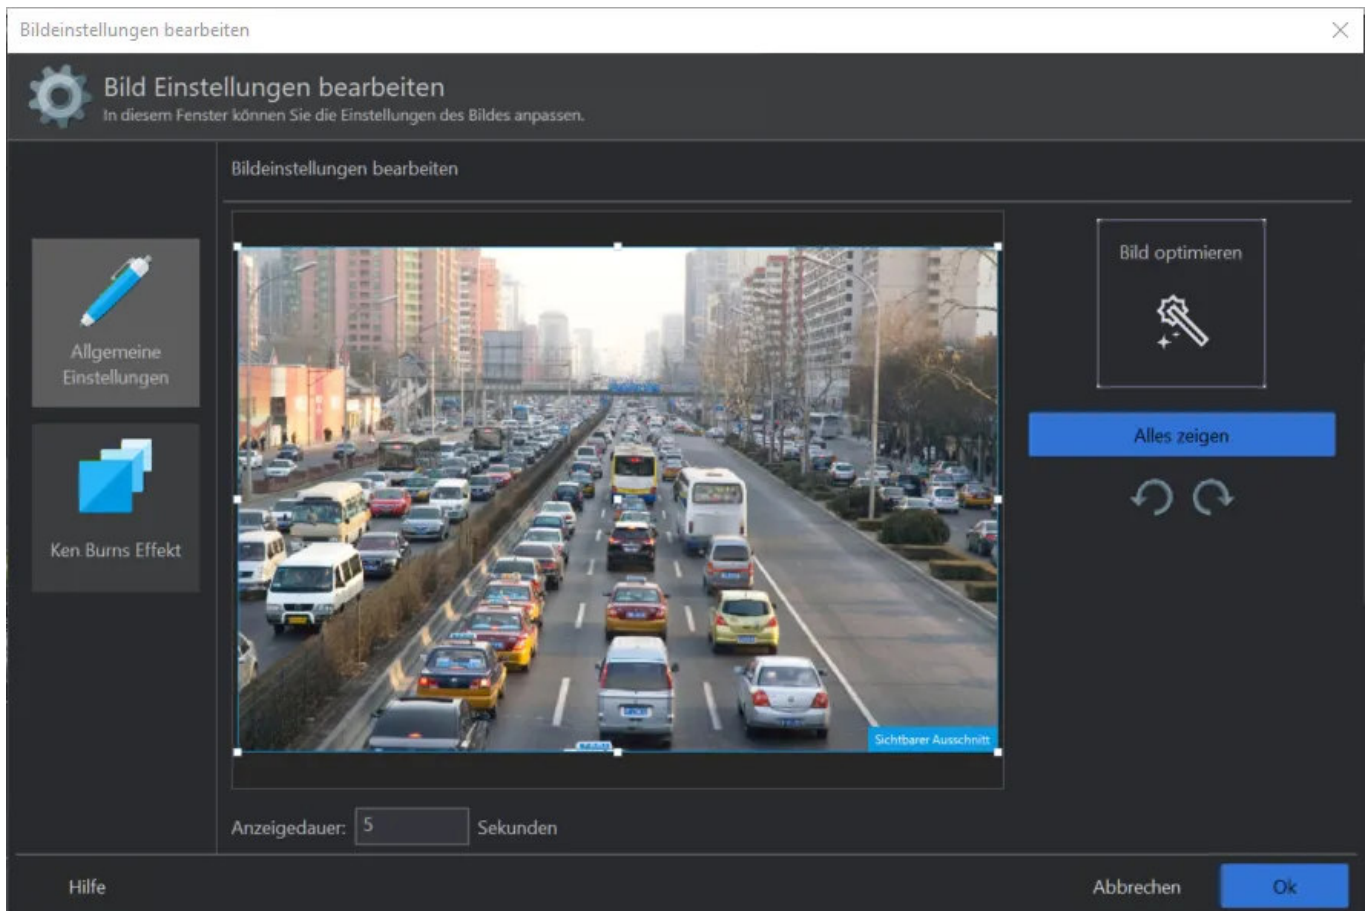 Bildeinstellungen bearbeiten
Bild Einstellungen bearbeiten
In diesem Fenster können Sie die Einstellungen des Bildes anpassen.
Bildeinstellungen bearbeiten
Allgemeine
Einstellungen
Ken Burns Effekt
Bild optimieren
Alles zeigen
Sichtbarer Ausschnitt
Anzeigedauer: 5 Sekunden
Hilfe
Abbrechen
Ok